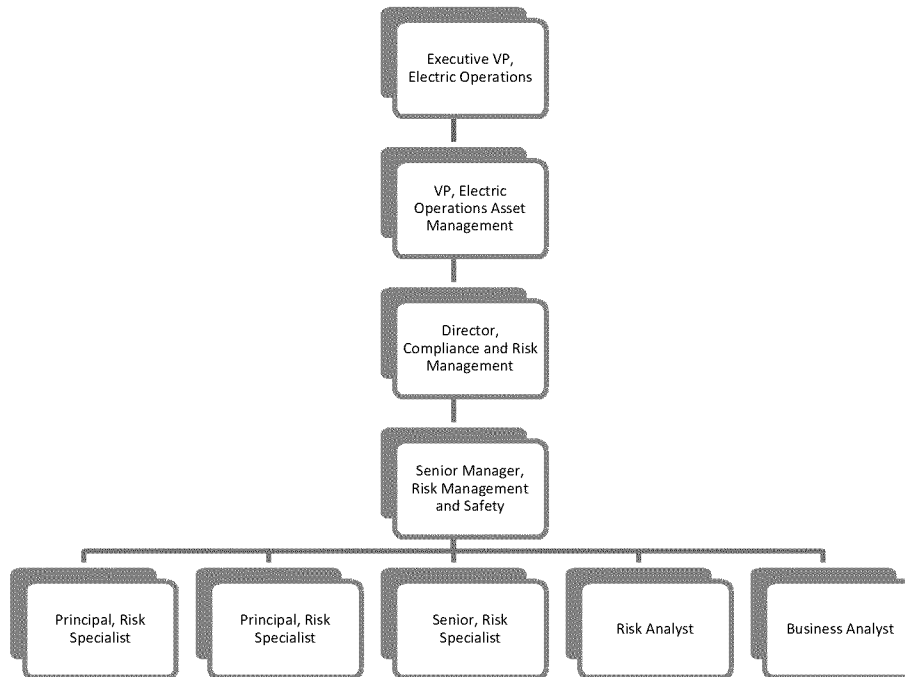 Executive VP,
Electric Operations
VP, Electric
Operations Asset
Management
Director,
Compliance and Risk
Management
Senior Manager,
Risk Management
and Safety
Principal, Risk
Specialist
Principal, Risk
Specialist
Senior, Risk
Specialist
Risk Analyst
Business Analyst